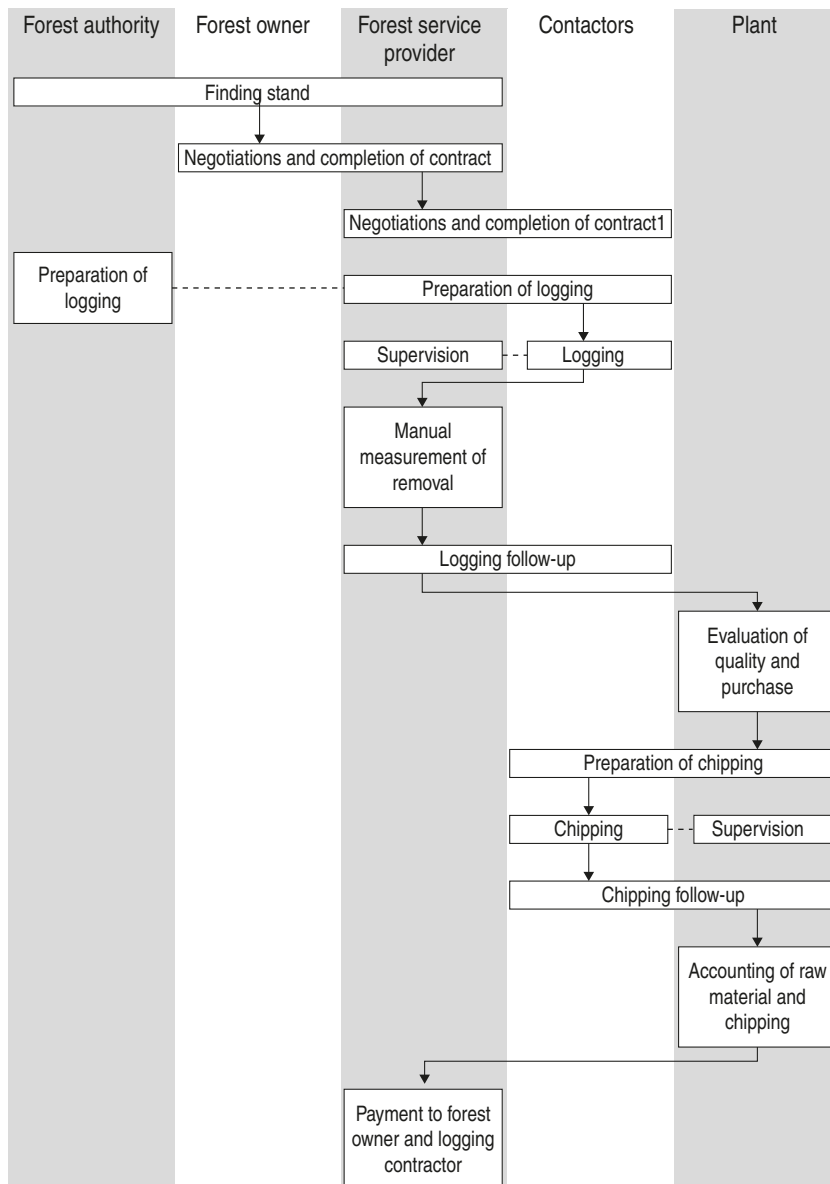 Forest authority
Forest owner
Forest service
provider
Contactors
Plant
Finding stand
Negotiations and completion of contract
Negotiations and completion of contract1
Preparation of
logging
Preparation of logging
Supervision
Logging
Manual
measurement of
removal
Logging follow-up
Evaluation of
quality and
purchase
Preparation of chipping
Chipping
Supervision
Chipping follow-up
Accounting of raw
material and
chipping
Payment to forest
owner and logging
contractor